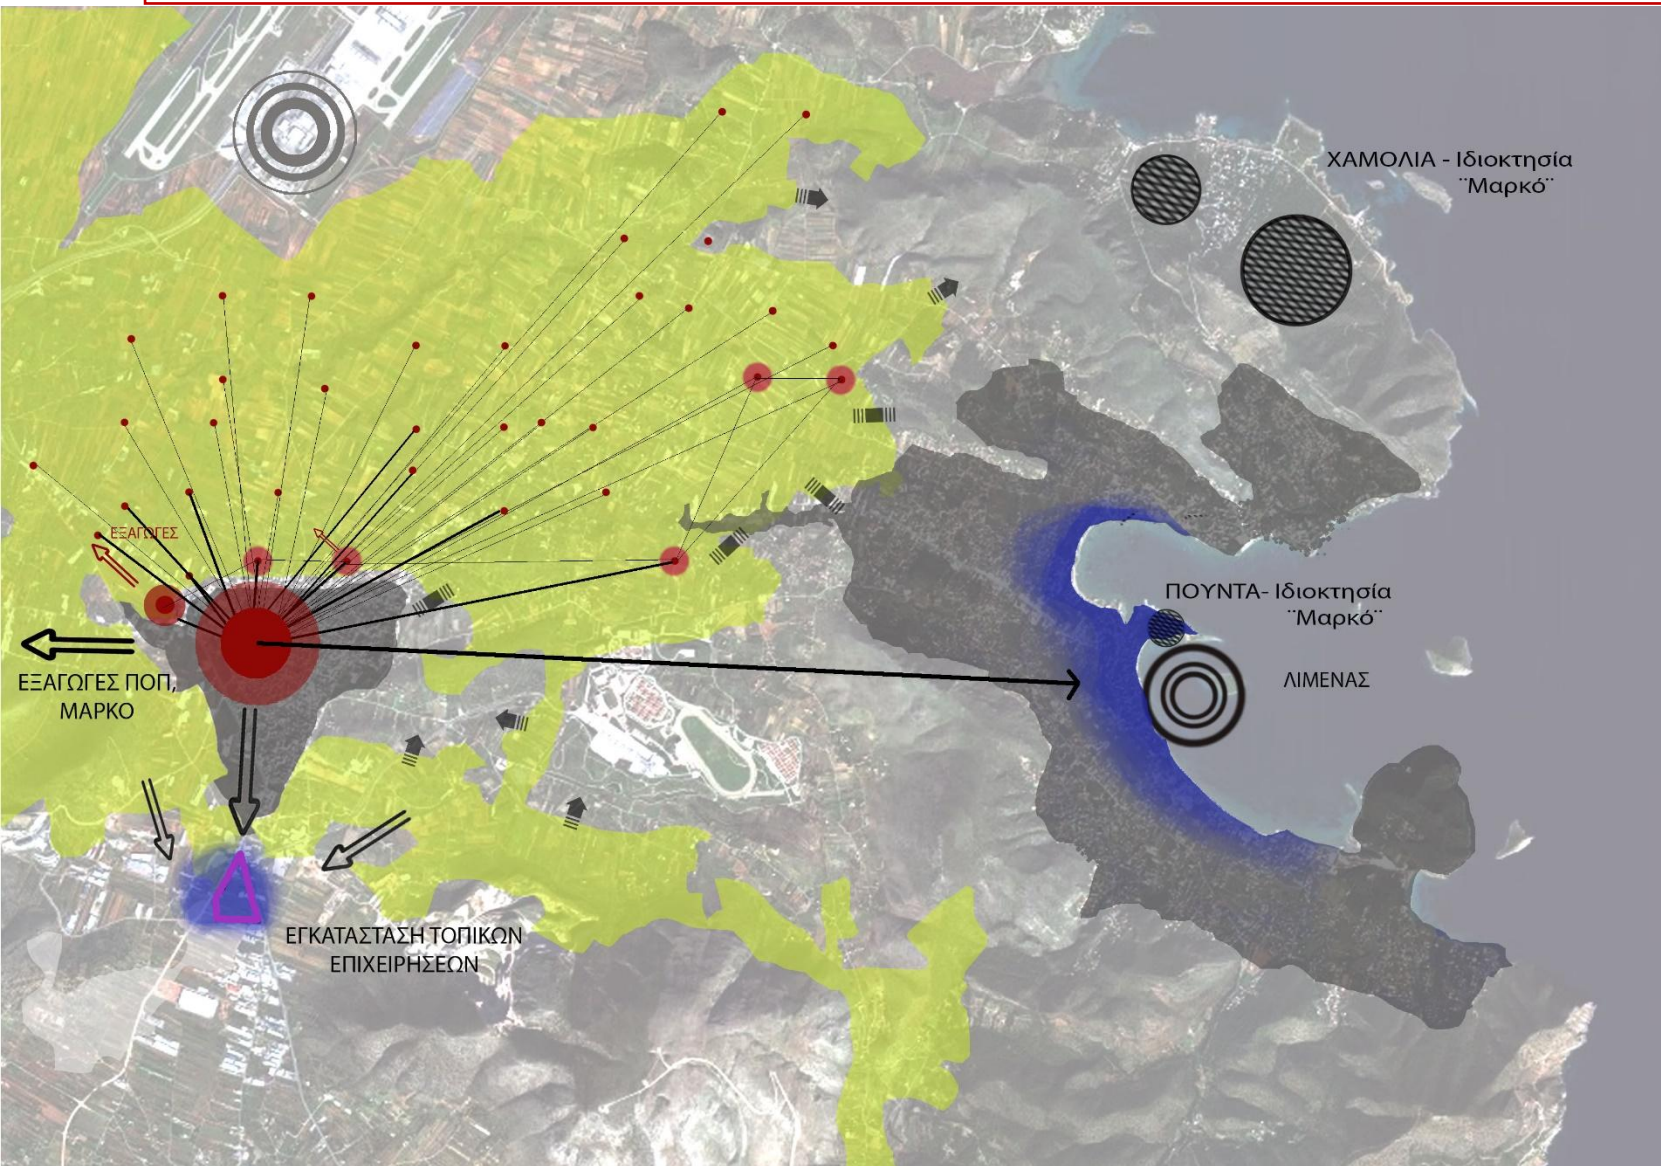 ΧΑΜΟΛΙΑ - Ιδιοκτησία
¨Μαρκό¨
ΕΞΑΓΩΓΕΣ
ΠΟΥΝΤΑ- Ιδιοκτησία
¨Μαρκό¨
ΛΙΜΕΝΑΣ
ΕΞΑΓΩΓΕΣ ΠΟΠ,
ΜΑΡΚΟ
ΕΓΚΑΤΑΣΤΑΣΗ ΤΟΠΙΚΩΝ
ΕΠΙΧΕΙΡΗΣΕΩΝ